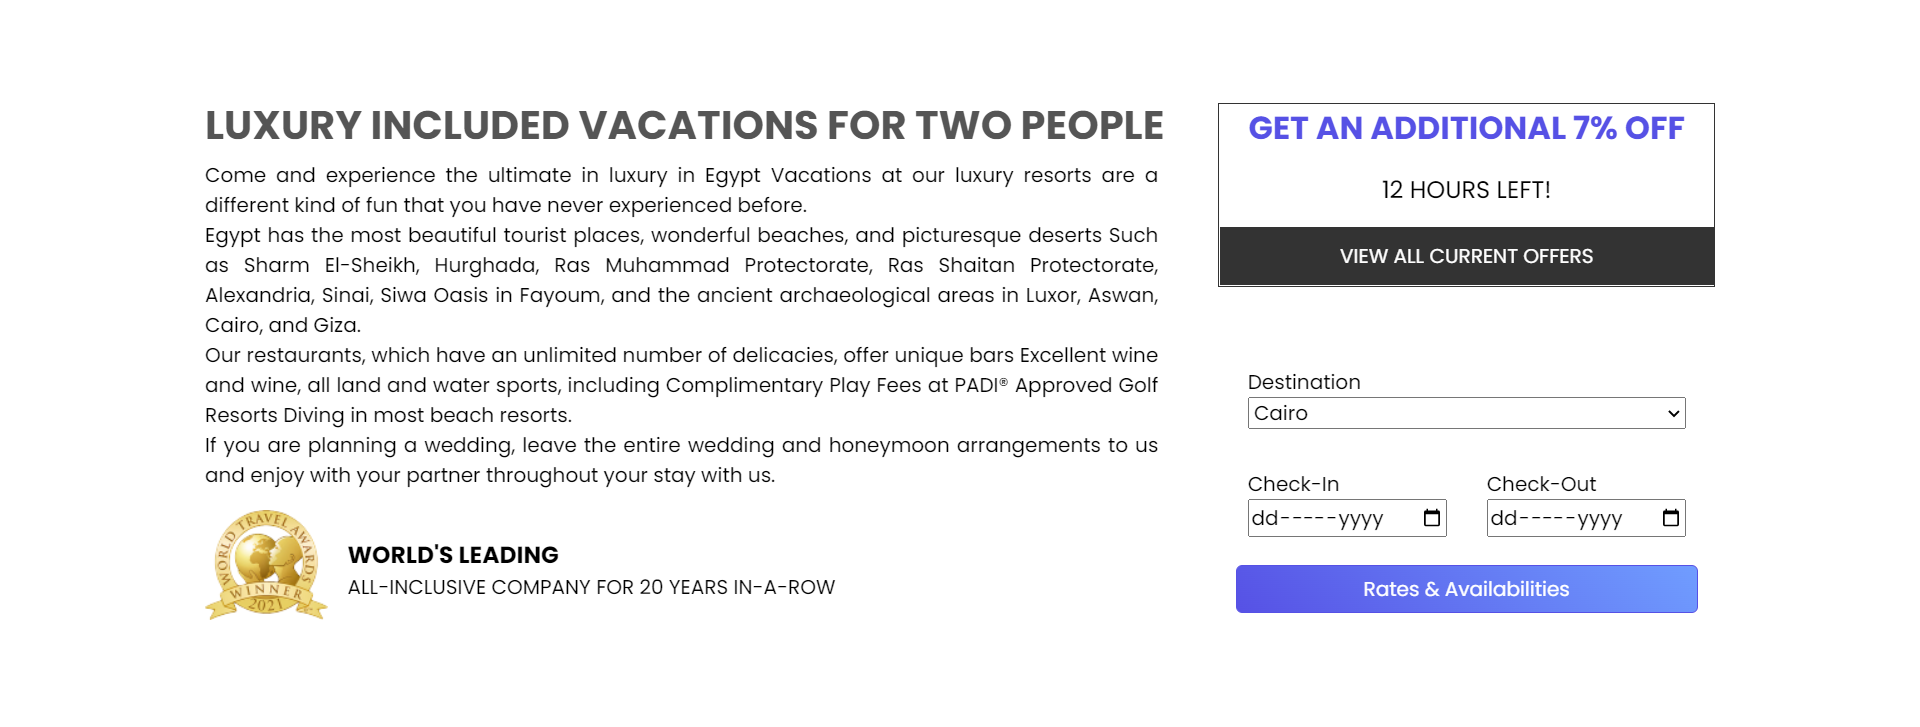 LUXURY INCLUDED VACATIONS FOR TWO PEOPLE
Come and experience the ultimate in luxury in Egypt Vacations at our luxury resorts are a
different kind of fun that you have never experienced before.
Egypt has the most beautiful tourist places, wonderful beaches, and picturesque deserts Such
as Sharm El-Sheikh, Hurghada, Ras Muhammad Protectorate, Ras Shaitan Protectorate,
Alexandria, Sinai, Siwa Oasis in Fayoum, and the ancient archaeological areas in Luxor, Aswan,
Cairo, and Giza.
Our restaurants, which have an unlimited number of delicacies, offer unique bars Excellent wine
and wine, all land and water sports, including Complimentary Play Fees at PADI® Approved Golf
Resorts Diving in most beach resorts.
If you are planning a wedding, leave the entire wedding and honeymoon arrangements to us
and enjoy with your partner throughout your stay with us.
WORLD TRAVEL AWARDS
WINNER
2021
WORLD'S LEADING
ALL-INCLUSIVE COMPANY FOR 20 YEARS IN-A-ROW
GET AN ADDITIONAL 7% OFF
12 HOURS LEFT!
VIEW ALL CURRENT OFFERS
Destination
Cairo
Check-In Check-Out
dd-----yyyy dd-----yyyy
Rates & Availabilities